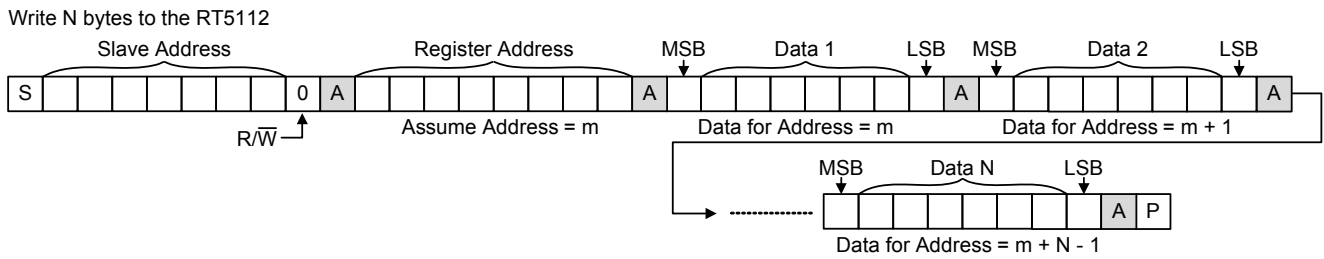 Write N bytes to the RT5112
Slave Address Register Address MSB Data 1 LSB MSB Data 2 LSB
S 0 A A A A
R/W̅ Assume Address = m Data for Address = m Data for Address = m + 1
MSB Data N LSB
A P
Data for Address = m + N - 1